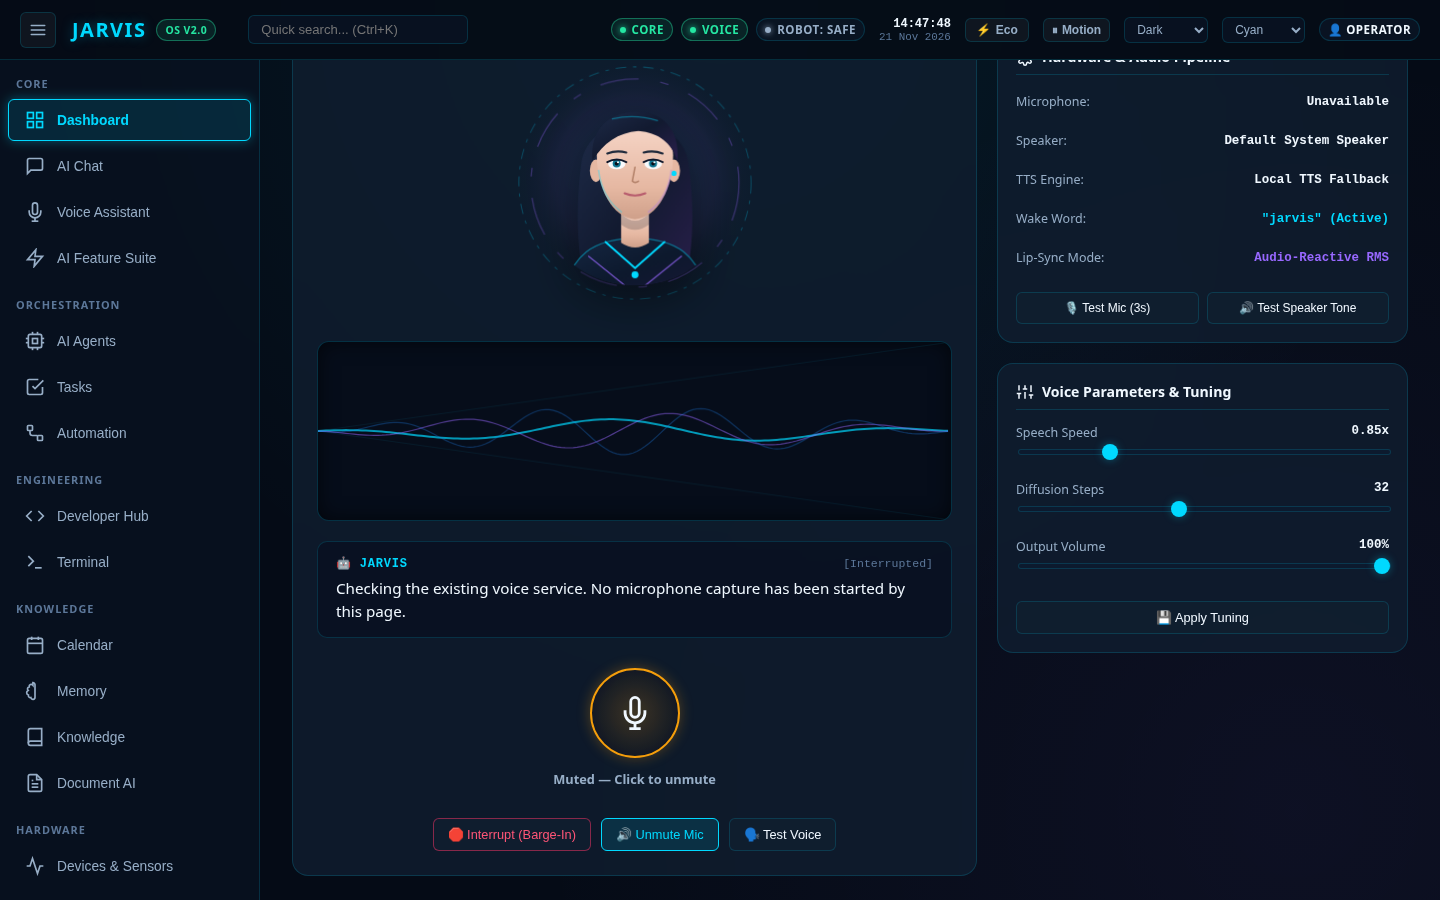 JARVIS OS V2.0
Quick search... (Ctrl+K)
CORE
VOICE
ROBOT: SAFE
14:47:48
21 Nov 2026
⚡ Eco
Motion
Dark
Cyan
👤 OPERATOR
CORE
Dashboard
AI Chat
Voice Assistant
AI Feature Suite
ORCHESTRATION
AI Agents
Tasks
Automation
ENGINEERING
Developer Hub
Terminal
KNOWLEDGE
Calendar
Memory
Knowledge
Document AI
HARDWARE
Devices & Sensors
🤖 JARVIS [Interrupted]
Checking the existing voice service. No microphone capture has been started by
this page.
Muted — Click to unmute
🛑 Interrupt (Barge-In)
🔊 Unmute Mic
🗣️ Test Voice
Hardware & Audio Pipeline
Microphone: Unavailable
Speaker: Default System Speaker
TTS Engine: Local TTS Fallback
Wake Word: "jarvis" (Active)
Lip-Sync Mode: Audio-Reactive RMS
🎙️ Test Mic (3s)
🔊 Test Speaker Tone
Voice Parameters & Tuning
Speech Speed 0.85x
Diffusion Steps 32
Output Volume 100%
💾 Apply Tuning